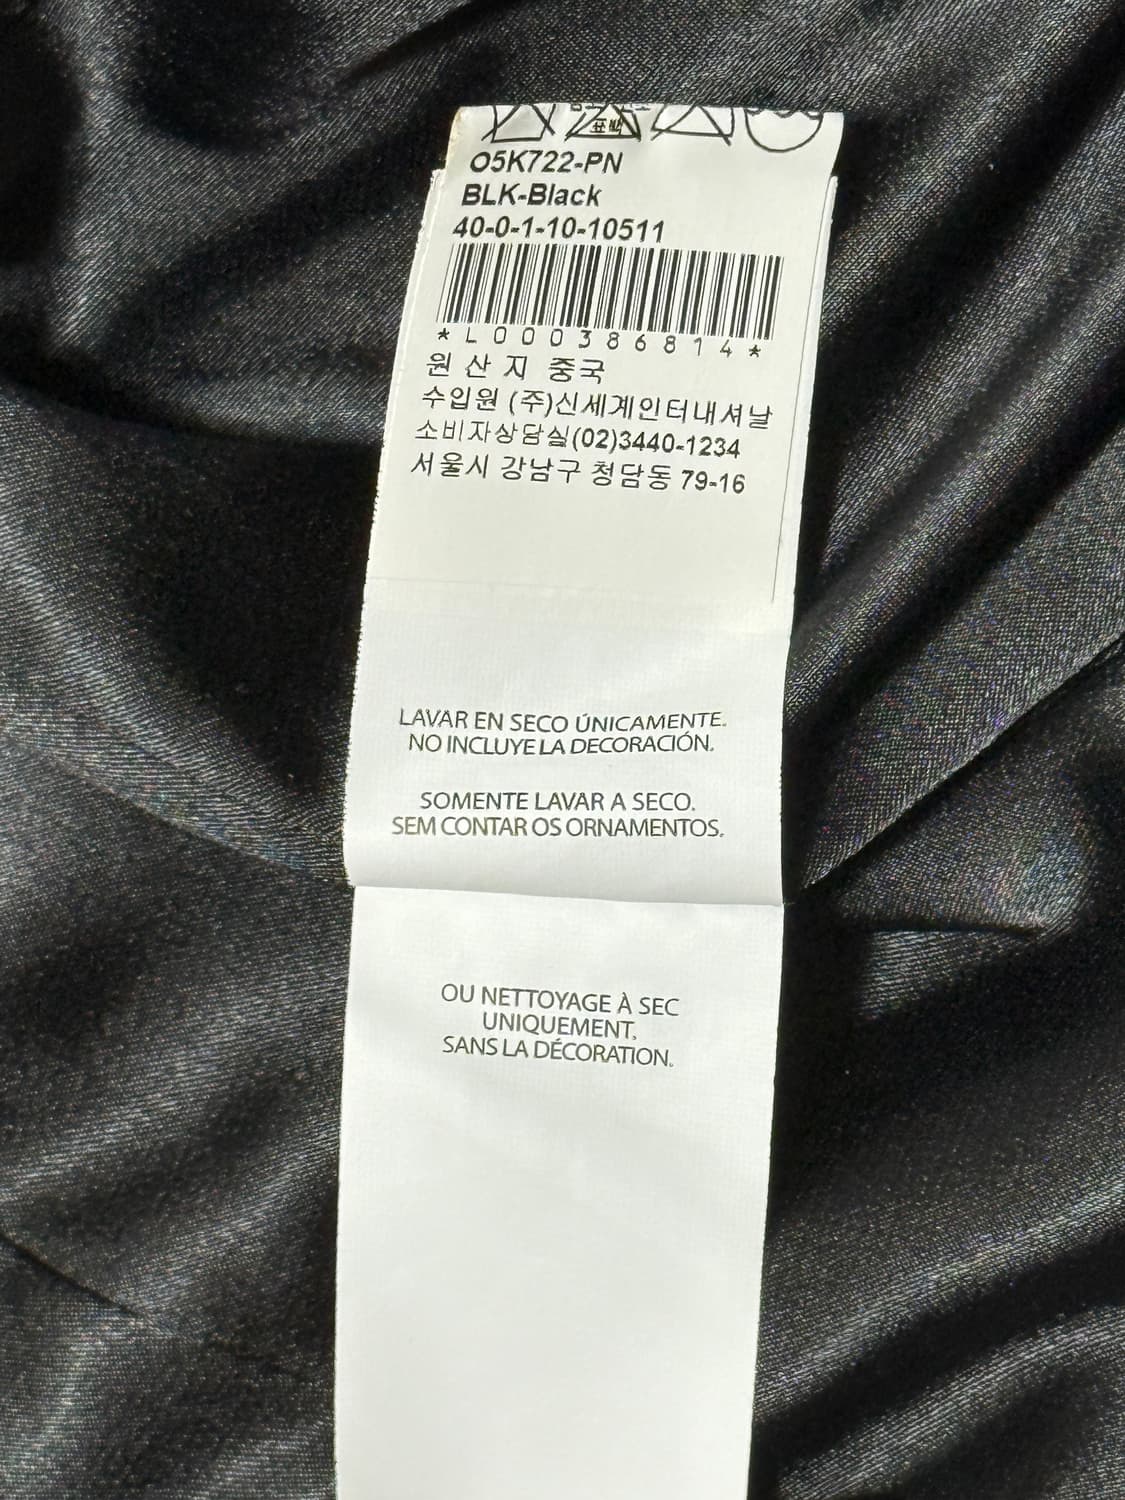 O5K722-PN
BLK-Black
40-0-1-10-10511
*L000386814*
원 산 지 중국
수입원 (주)신세계인터내셔날
소비자상담실(02)3440-1234
서울시 강남구 청담동 79-16
LAVAR EN SECO ÚNICAMENTE.
NO INCLUYE LA DECORACIÓN.
SOMENTE LAVAR A SECO.
SEM CONTAR OS ORNAMENTOS.
OU NETTOYAGE À SEC
UNIQUEMENT.
SANS LA DÉCORATION.